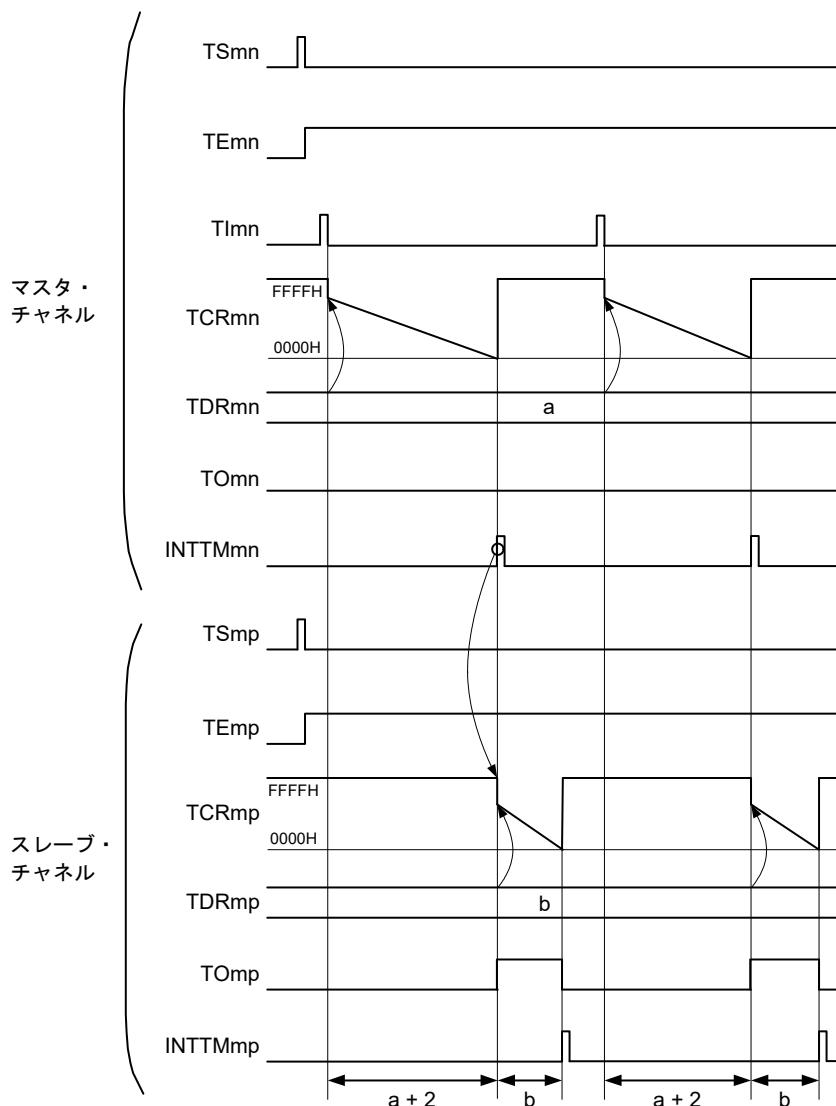 マスタ・
チャネル
TSmn
TEmn
TImn
TCRmn
FFFFH
0000H
TDRmn
a
TOmn
INTTMmn
スレーブ・
チャネル
TSmp
TEmp
TCRmp
FFFFH
0000H
TDRmp
b
TOmp
INTTMmp
a + 2
b
a + 2
b